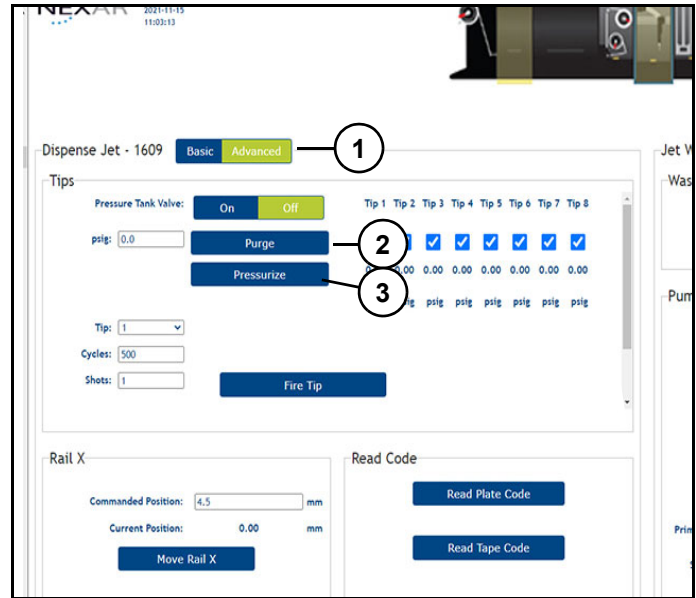 NEXAR
2021-11-15
11:03:13
Dispense Jet - 1609
Basic
Advanced
1
Jet W
Tips
Was
Pressure Tank Valve:
On
Off
Tip 1 Tip 2 Tip 3 Tip 4 Tip 5 Tip 6 Tip 7 Tip 8
psig:
0.0
Purge
2
Pressurize
0.00 0.00 0.00 0.00 0.00 0.00
3
psig psig psig psig psig
Pum
Tip:
1
Cycles:
500
Shots:
1
Fire Tip
Rail X
Read Code
Commanded Position:
4.5
mm
Read Plate Code
Current Position:
0.00
mm
Prim
Move Rail X
Read Tape Code